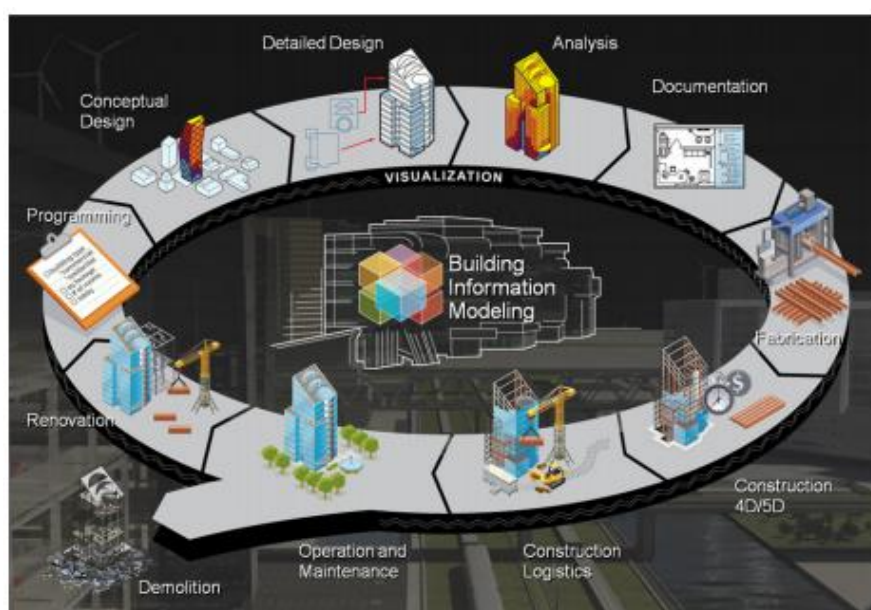 Detailed Design
Analysis
Conceptual
Design
Documentation
VISUALIZATION
Programming
Building
Information
Modeling
Fabrication
Renovation
Construction
4D/5D
Operation and
Maintenance
Construction
Logistics
Demolition